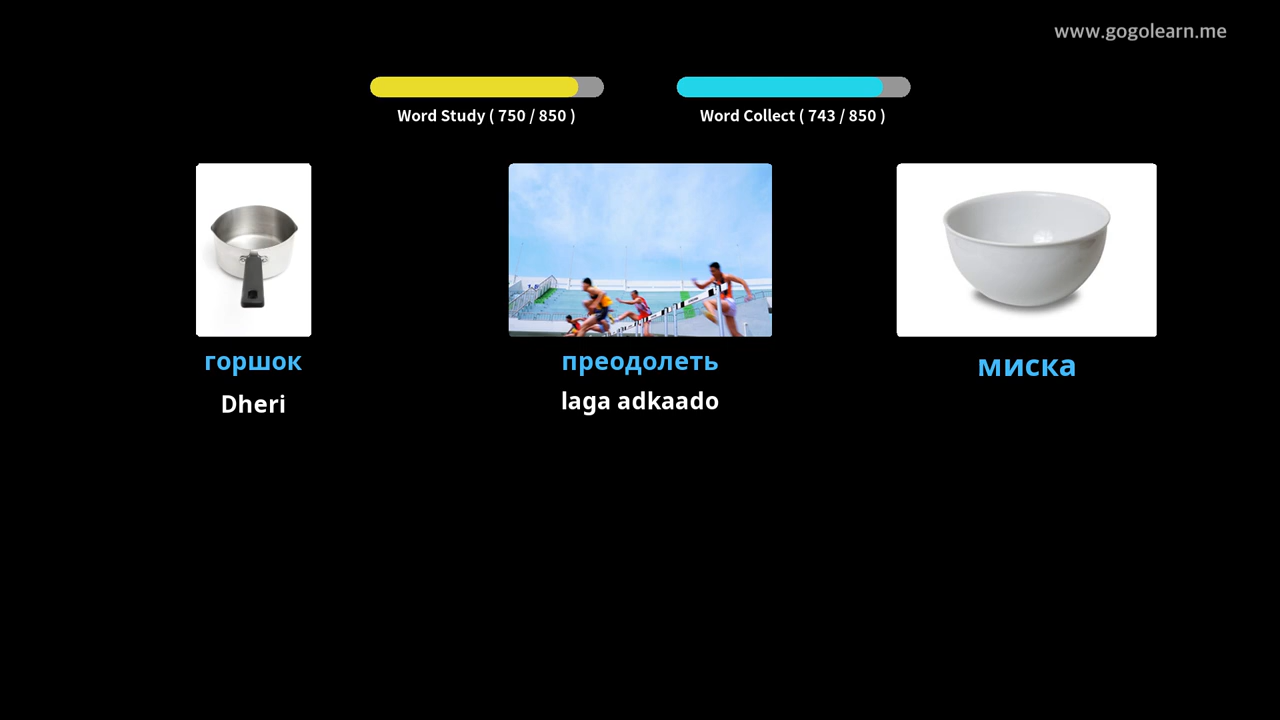 www.gogolearn.me
Word Study ( 750 / 850 )
Word Collect ( 743 / 850 )
горшок
преодолеть
миска
Dheri
laga adkaado